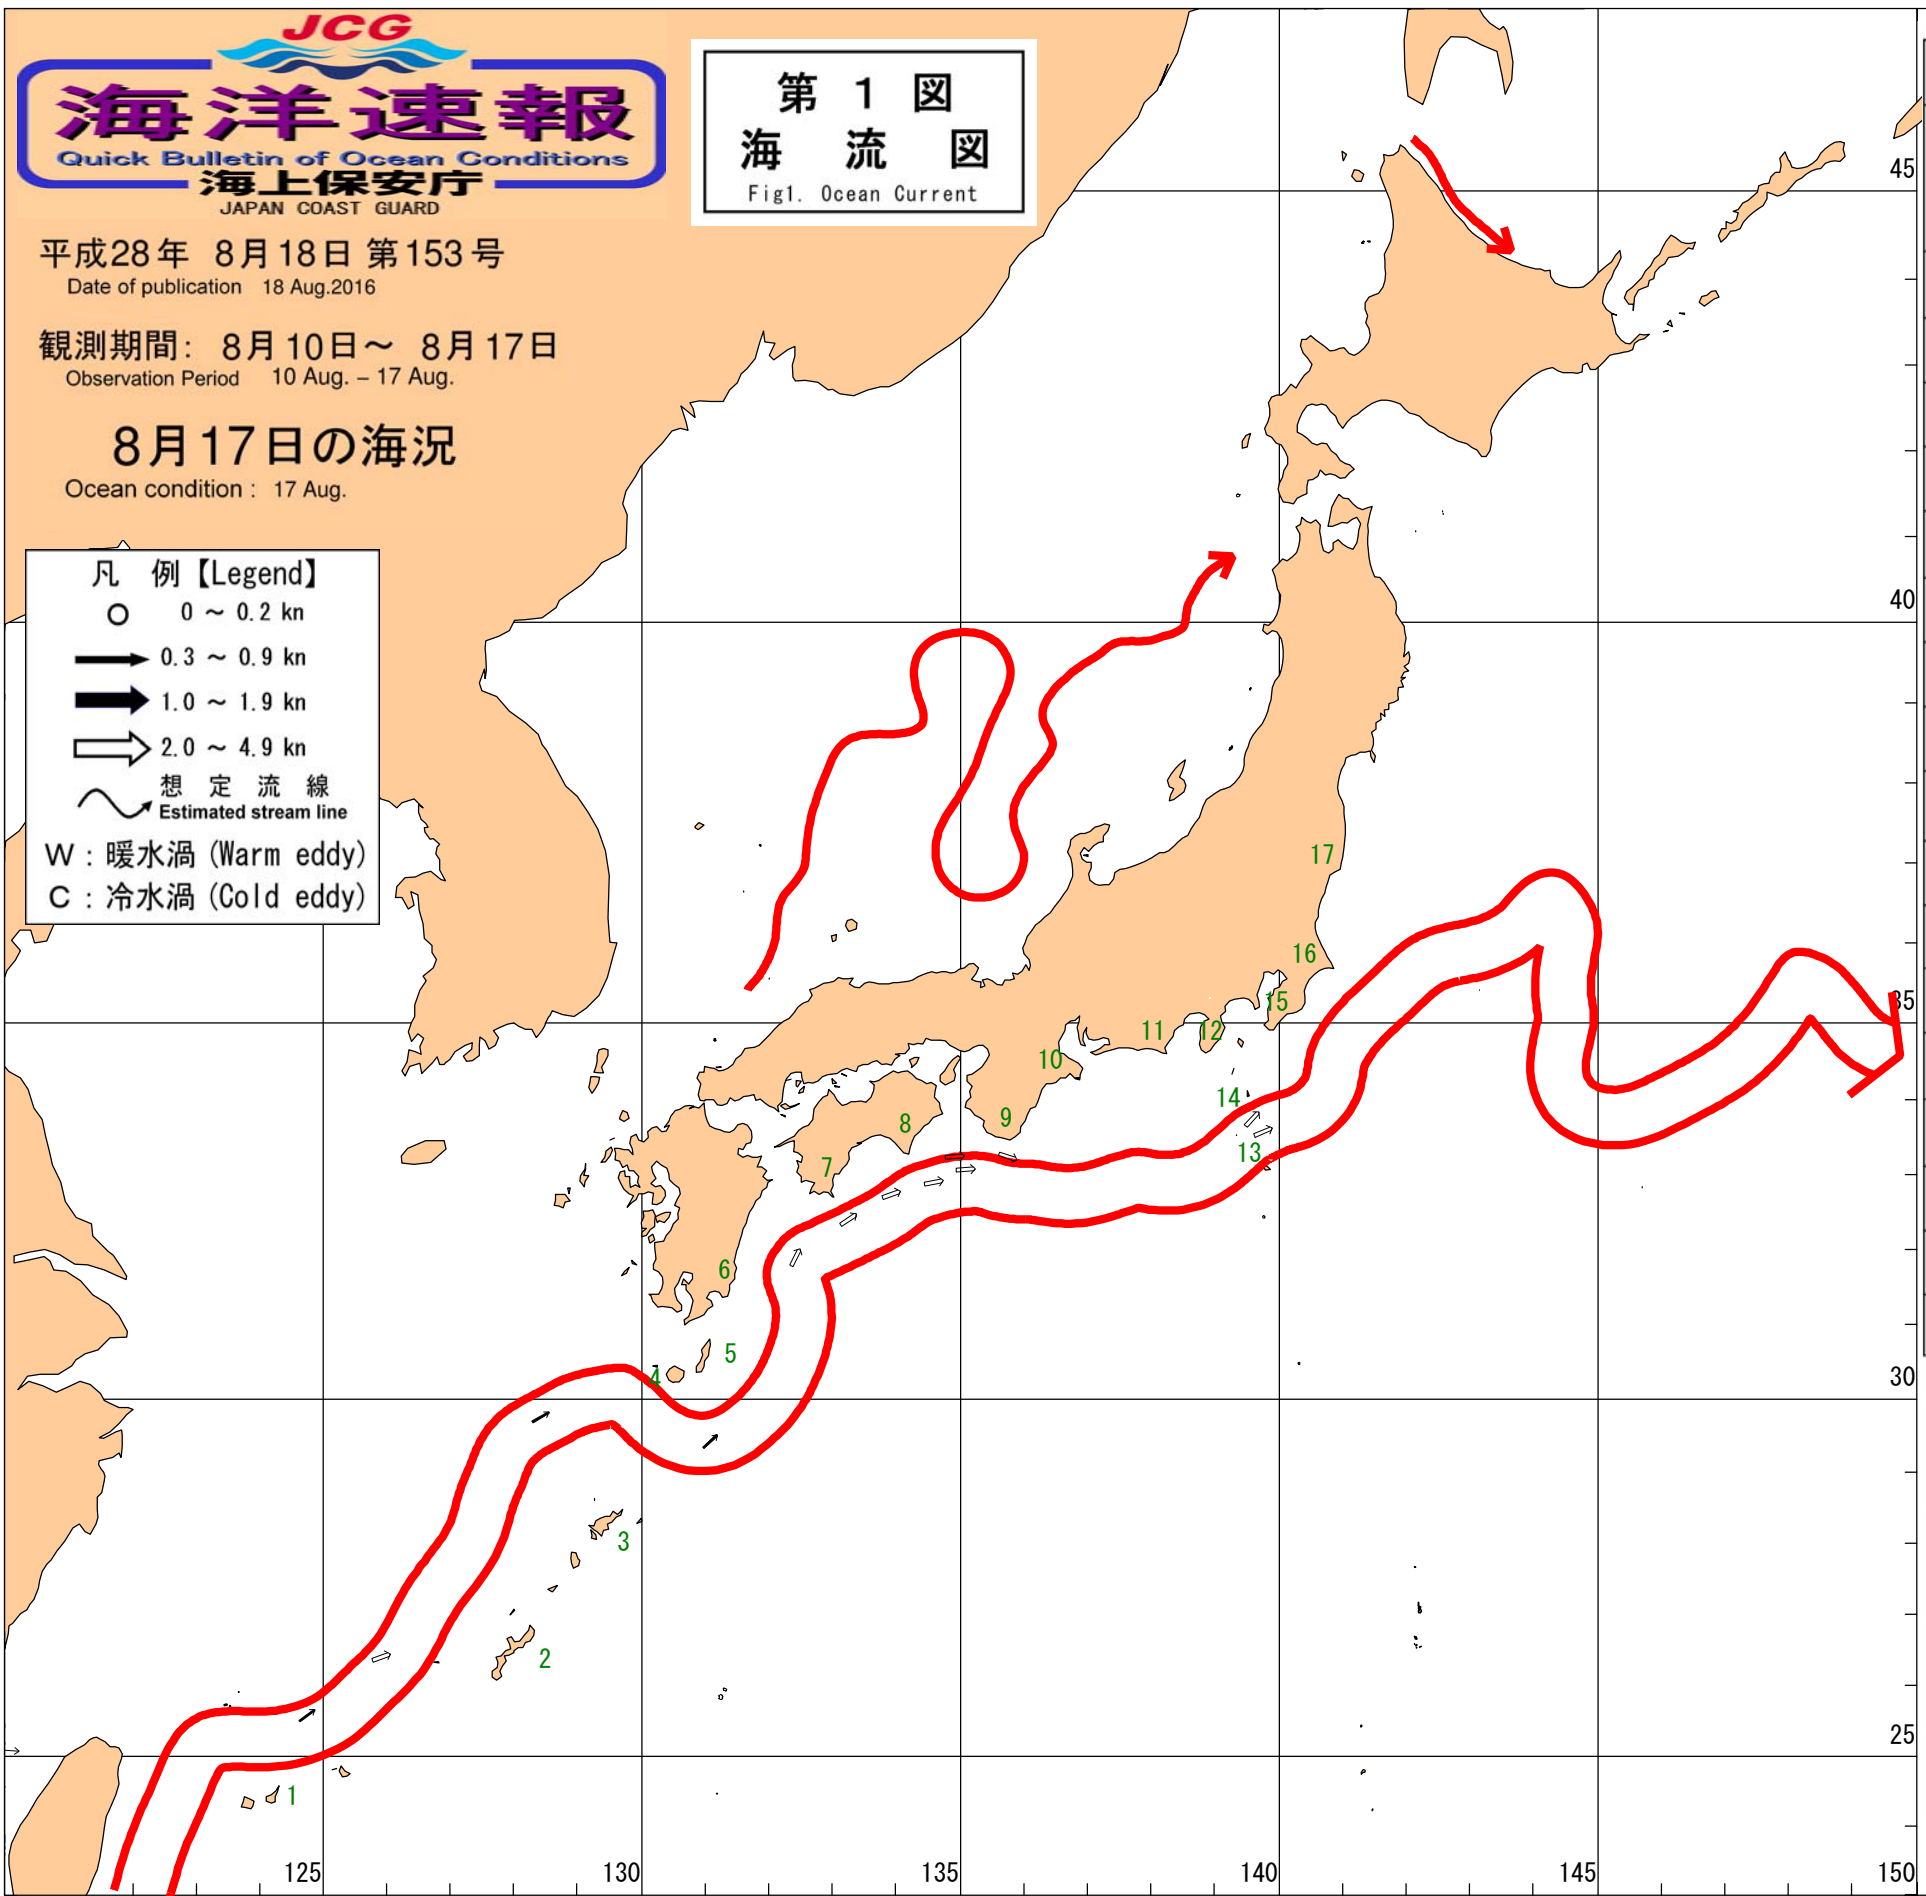 JCG
海洋速報
Quick Bulletin of Ocean Conditions
海上保安庁
JAPAN COAST GUARD
平成28年 8月18日 第153号
Date of publication 18 Aug.2016
観測期間: 8月10日～ 8月17日
Observation Period 10 Aug. – 17 Aug.
8月17日の海況
Ocean condition : 17 Aug.
第 1 図
海 流 図
Fig1. Ocean Current
凡 例【Legend】
0 ～ 0.2 kn
0.3 ～ 0.9 kn
1.0 ～ 1.9 kn
2.0 ～ 4.9 kn
想 定 流 線
Estimated stream line
W : 暖水渦 (Warm eddy)
C : 冷水渦 (Cold eddy)
45
40
35
30
25
17
16
15
12
11
10
14
13
9
8
7
6
5
4
3
2
1
125
130
135
140
145
150